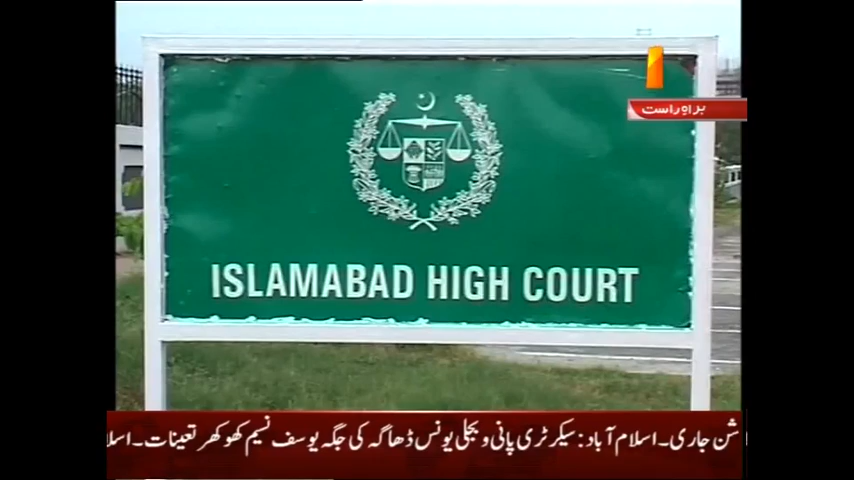 براہِ راست
ISLAMABAD HIGH COURT
شن جاری۔ اسلام آباد: سیکرٹری پانی و بجلی یونس ڈھاگہ کی جگہ یوسف نسیم کھوکھر تعینات۔ اسلا